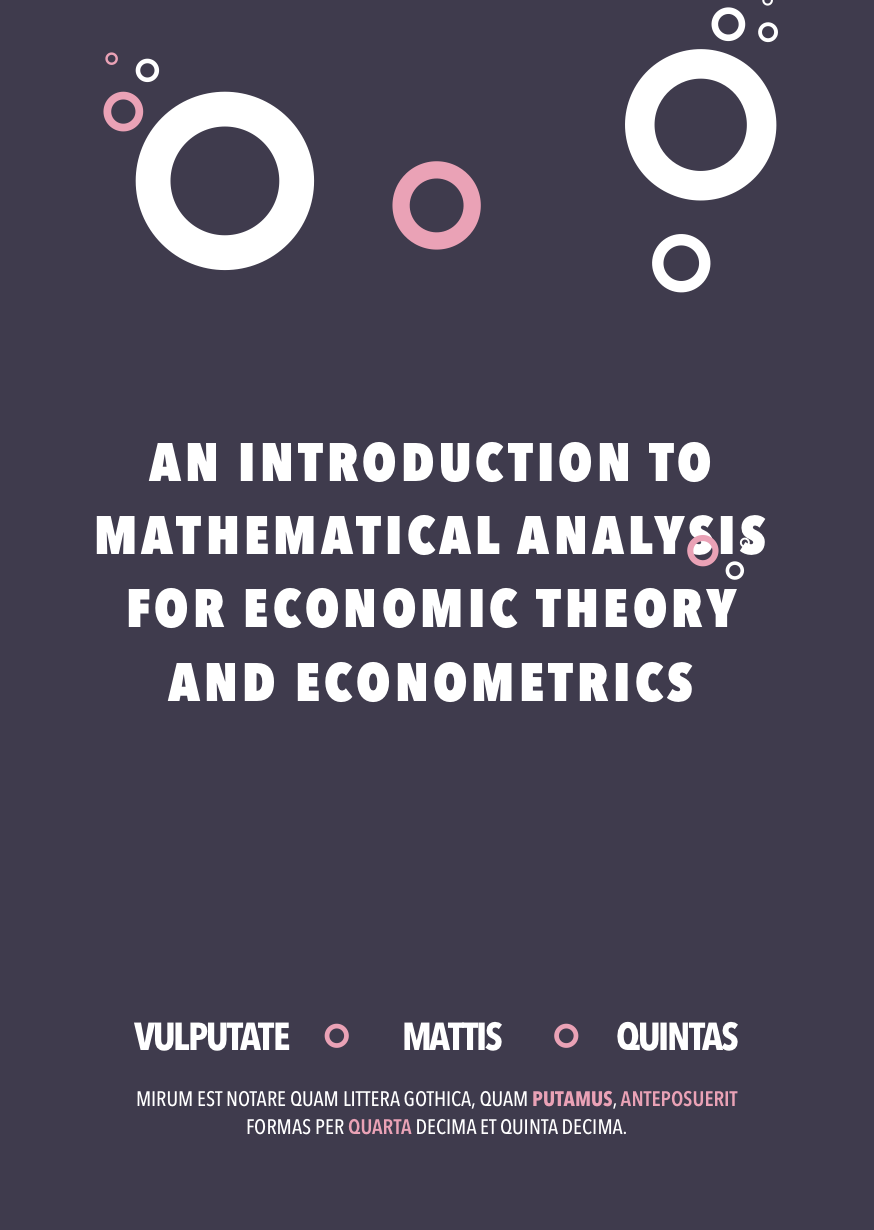 AN INTRODUCTION TO
MATHEMATICAL ANALYSIS
FOR ECONOMIC THEORY
AND ECONOMETRICS
VULPUTATE MATTIS QUINTAS
MIRUM EST NOTARE QUAM LITTERA GOTHICA, QUAM PUTAMUS, ANTEPOSUERIT
FORMAS PER QUARTA DECIMA ET QUINTA DECIMA.